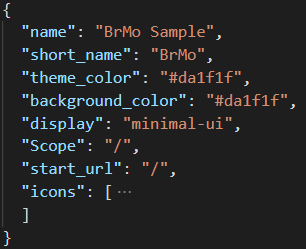 {
"name": "BrMo Sample",
"short_name": "BrMo",
"theme_color": "#da1f1f",
"background_color": "#da1f1f",
"display": "minimal-ui",
"Scope": "/",
"start_url": "/",
"icons": [ ···
]
}